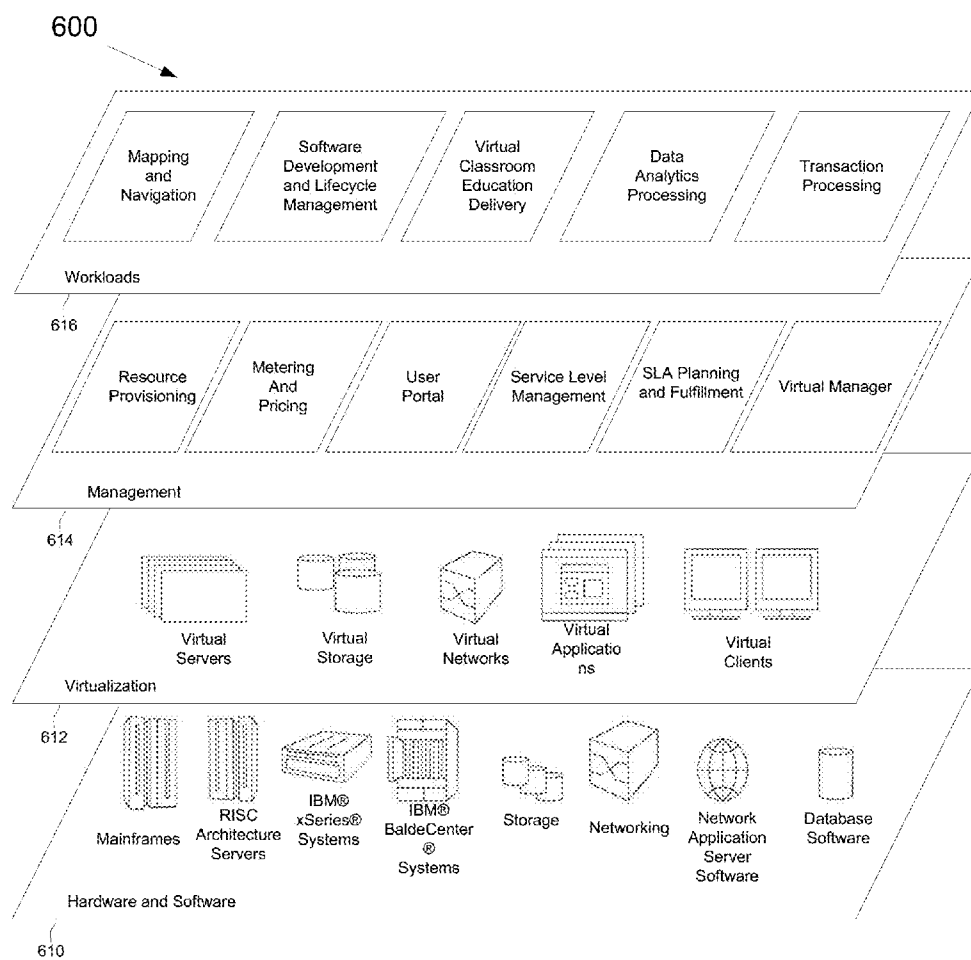 600
Mapping
and
Navigation
Software
Development
and Lifecycle
Management
Virtual
Classroom
Education
Delivery
Data
Analytics
Processing
Transaction
Processing
Workloads
616
Resource
Provisioning
Metering
And
Pricing
User
Portal
Service Level
Management
SLA Planning
and Fulfillment
Virtual Manager
Management
614
Virtual
Servers
Virtual
Storage
Virtual
Networks
Virtual
Applicatio
ns
Virtual
Clients
Virtualization
612
Mainframes
RISC
Architecture
Servers
IBM®
xSeries®
Systems
IBM®
BaldeCenter
®
Systems
Storage
Networking
Network
Application
Server
Software
Database
Software
Hardware and Software
610